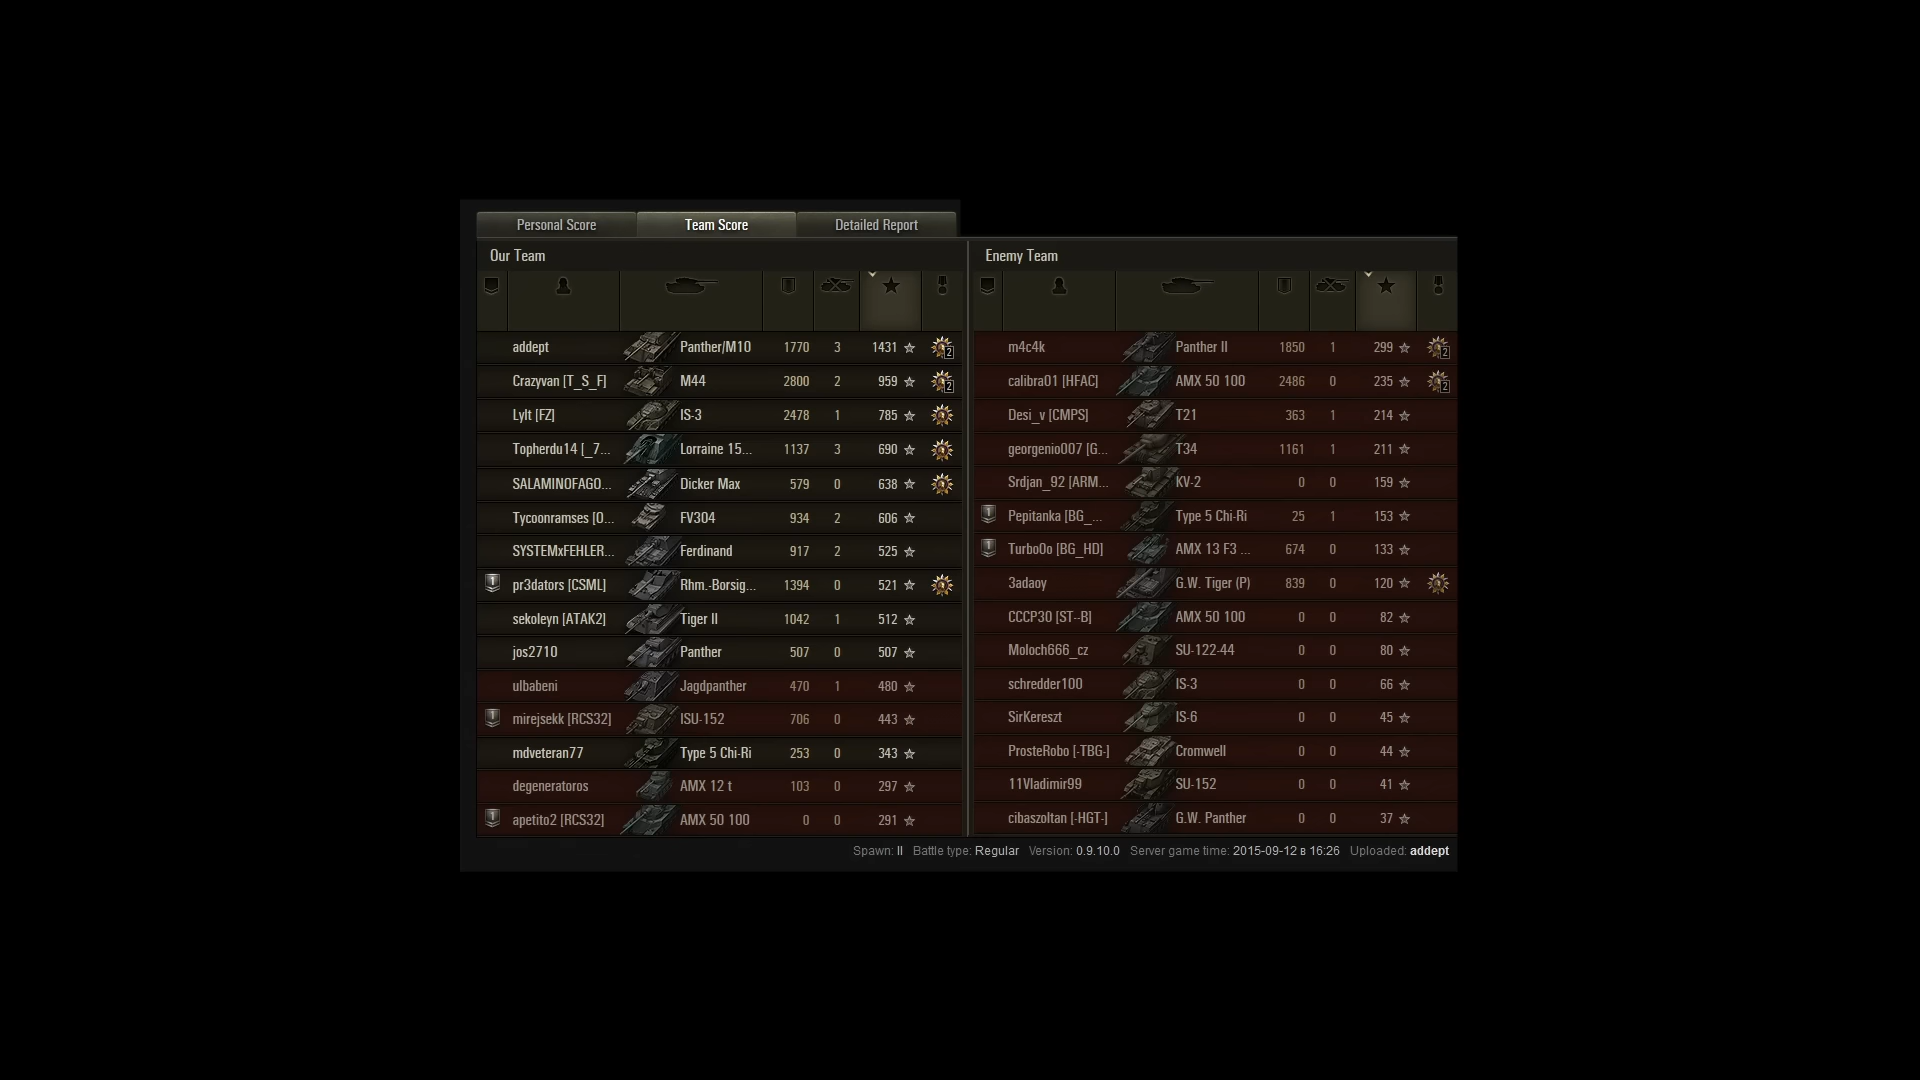 Personal Score Team Score Detailed Report
Our Team Enemy Team
addept Panther/M10 1770 3 1431 2
Crazyvan [T_S_F] M44 2800 2 959 2
Lylt [FZ] IS-3 2478 1 785
Topherdu14 [_7... Lorraine 15... 1137 3 690
SALAMINOFAGO... Dicker Max 579 0 638
Tycoonramses [O... FV304 934 2 606
SYSTEMxFEHLER... Ferdinand 917 2 525
1 pr3dators [CSML] Rhm.-Borsig... 1394 0 521
sekoleyn [ATAK2] Tiger II 1042 1 512
jos2710 Panther 507 0 507
ulbabeni Jagdpanther 470 1 480
1 mirejsekk [RCS32] ISU-152 706 0 443
mdveteran77 Type 5 Chi-Ri 253 0 343
degeneratoros AMX 12 t 103 0 297
1 apetito2 [RCS32] AMX 50 100 0 0 291
m4c4k Panther II 1850 1 299 2
calibra01 [HFAC] AMX 50 100 2486 0 235 2
Desi_v [CMPS] T21 363 1 214
georgenio007 [G... T34 1161 1 211
Srdjan_92 [ARM... KV-2 0 0 159
1 Pepitanka [BG_... Type 5 Chi-Ri 25 1 153
1 Turbo0o [BG_HD] AMX 13 F3 ... 674 0 133
3adaoy G.W. Tiger (P) 839 0 120
CCCP30 [ST--B] AMX 50 100 0 0 82
Moloch666_cz SU-122-44 0 0 80
schredder100 IS-3 0 0 66
SirKereszt IS-6 0 0 45
ProsteRobo [-TBG-] Cromwell 0 0 44
11Vladimir99 SU-152 0 0 41
cibaszoltan [-HGT-] G.W. Panther 0 0 37
Spawn: II Battle type: Regular Version: 0.9.10.0 Server game time: 2015-09-12 в 16:26 Uploaded: addept